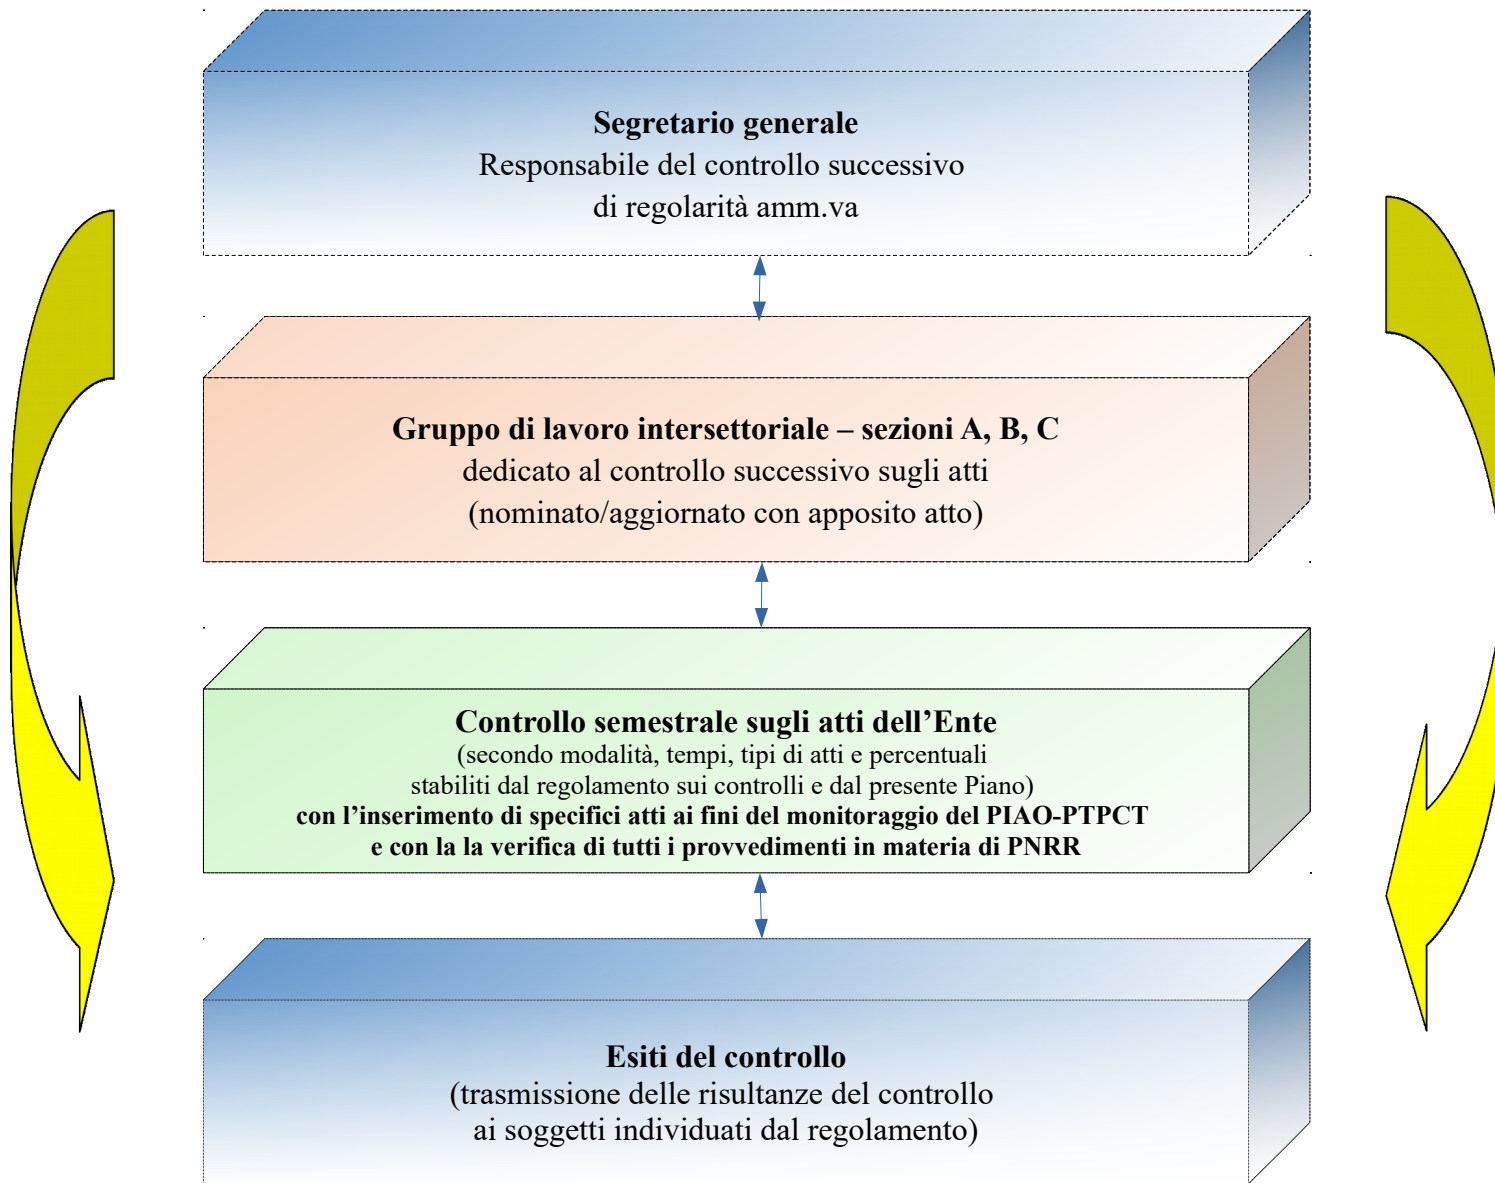 Segretario generale
Responsabile del controllo successivo
di regolarità amm.va
Gruppo di lavoro intersettoriale – sezioni A, B, C
dedicato al controllo successivo sugli atti
(nominato/aggiornato con apposito atto)
Controllo semestrale sugli atti dell’Ente
(secondo modalità, tempi, tipi di atti e percentuali
stabiliti dal regolamento sui controlli e dal presente Piano)
con l’inserimento di specifici atti ai fini del monitoraggio del PIAO-PTPCT
e con la la verifica di tutti i provvedimenti in materia di PNRR
Esiti del controllo
(trasmissione delle risultanze del controllo
ai soggetti individuati dal regolamento)